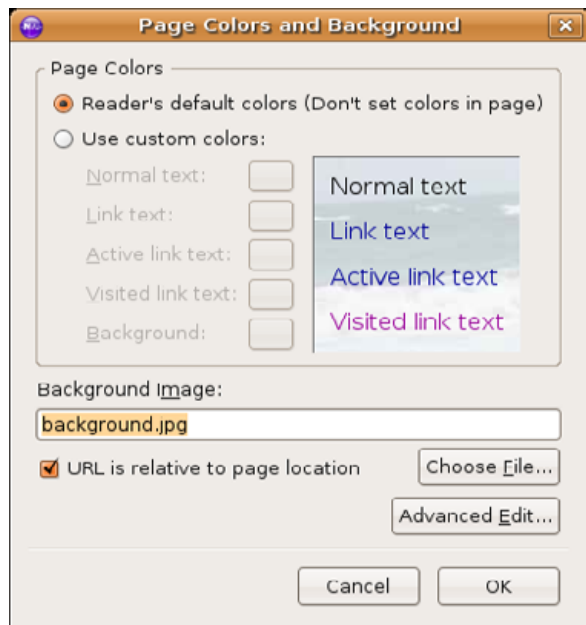 Page Colors and Background
Page Colors
Reader's default colors (Don't set colors in page)
Use custom colors:
Normal text:
Link text:
Active link text:
Visited link text:
Background:
Normal text
Link text
Active link text
Visited link text
Background Image:
background.jpg
URL is relative to page location
Choose File...
Advanced Edit...
Cancel
OK